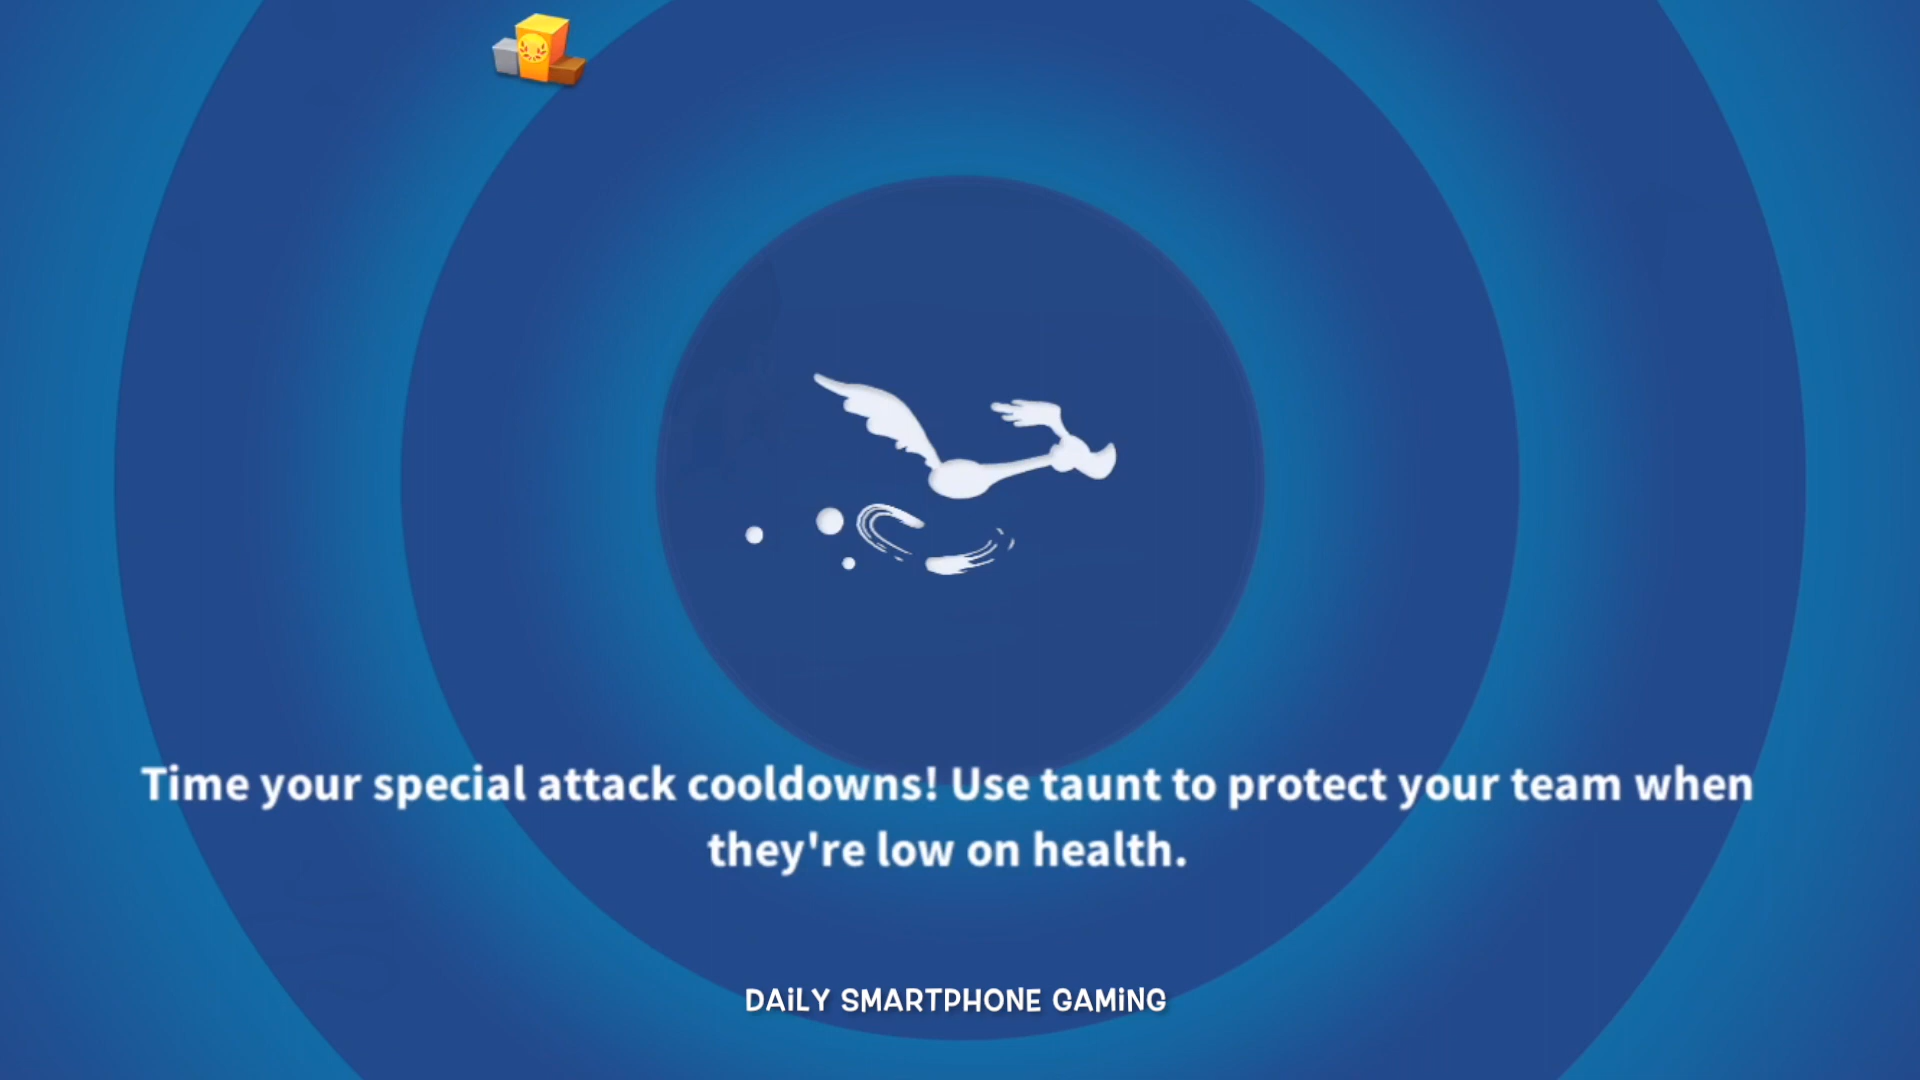 Time your special attack cooldowns! Use taunt to protect your team when
they're low on health.
DAiLY SMARTPHONE GAMiNG